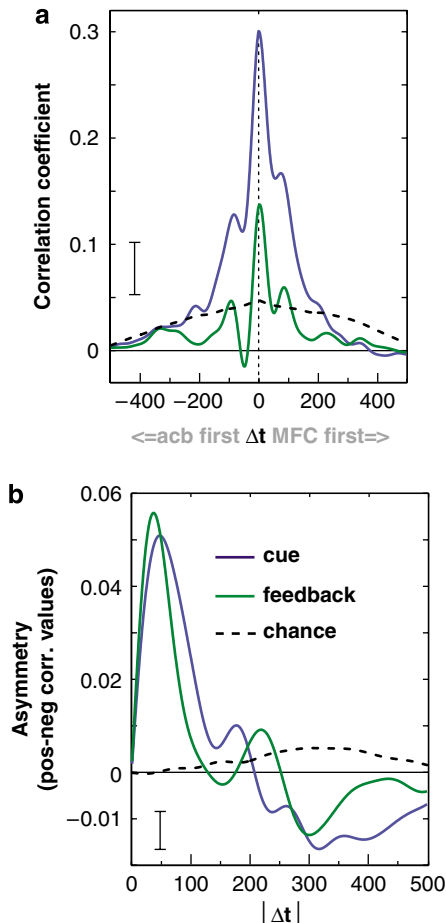 a
Correlation coefficient
0.3
0.2
0.1
0
−400 −200 0 200 400
<=acb first Δt MFC first=>
b
Asymmetry
(pos-neg corr. values)
0.06
0.04
0.02
0
−0.01
cue
feedback
chance
0 100 200 300 400 500
|Δt|